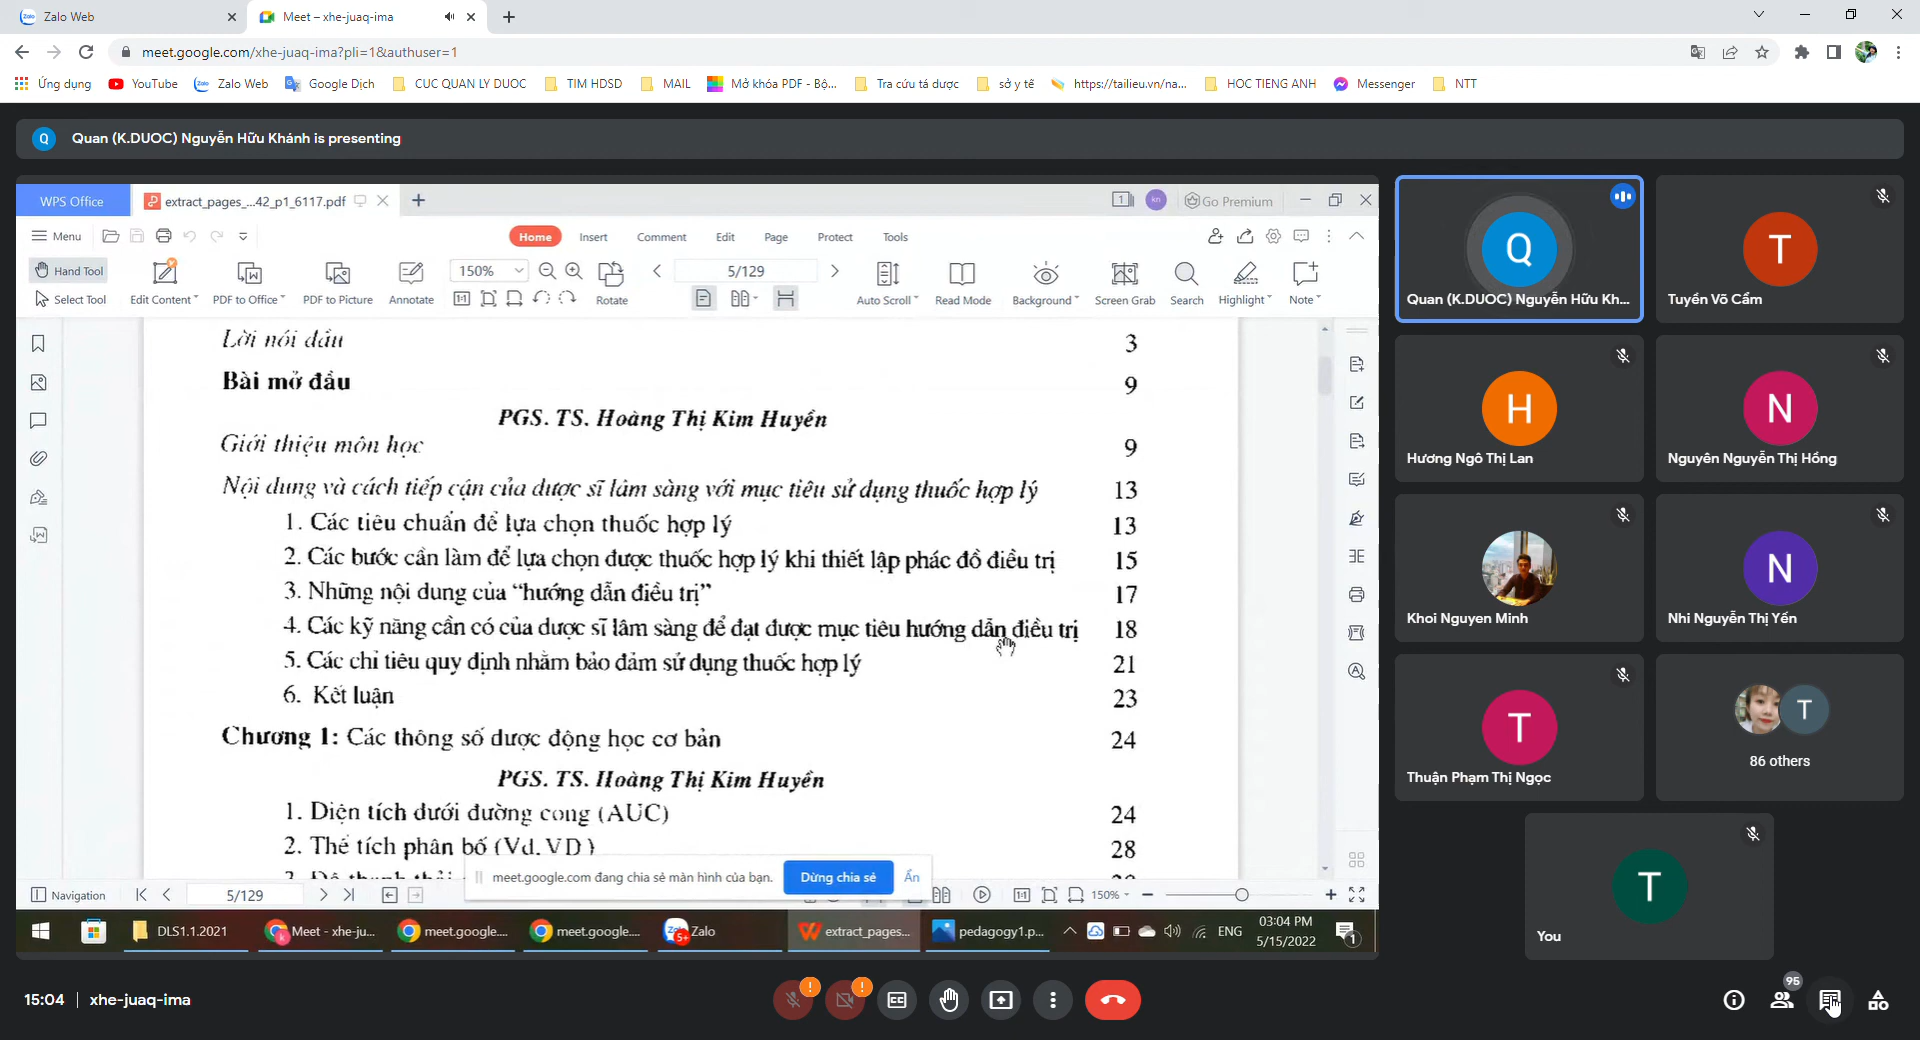 Zalo Web
Meet – xhe-juaq-ima
meet.google.com/xhe-juaq-ima?pli=1&authuser=1
Ứng dụng YouTube Zalo Web Google Dịch CUC QUAN LY DUOC TIM HDSD MAIL Mở khóa PDF - Bộ... Tra cứu tá dược sở y tế https://tailieu.vn/na... HOC TIENG ANH Messenger NTT
Q Quan (K.DUOC) Nguyễn Hữu Khánh is presenting
WPS Office extract_pages_...42_p1_6117.pdf 1 kn Go Premium
Menu Home Insert Comment Edit Page Protect Tools
Hand Tool 150% 5/129
Select Tool Edit Content PDF to Office PDF to Picture Annotate Rotate Auto Scroll Read Mode Background Screen Grab Search Highlight Note
Lời nói đầu 3
Bài mở đầu 9
PGS. TS. Hoàng Thị Kim Huyền
Giới thiệu môn học 9
Nội dung và cách tiếp cận của dược sĩ lâm sàng với mục tiêu sử dụng thuốc hợp lý 13
1. Các tiêu chuẩn để lựa chọn thuốc hợp lý 13
2. Các bước cần làm để lựa chọn được thuốc hợp lý khi thiết lập phác đồ điều trị 15
3. Những nội dung của “hướng dẫn điều trị” 17
4. Các kỹ năng cần có của dược sĩ lâm sàng để đạt được mục tiêu hướng dẫn điều trị 18
5. Các chỉ tiêu quy định nhằm bảo đảm sử dụng thuốc hợp lý 21
6. Kết luận 23
Chương 1: Các thông số dược động học cơ bản 24
PGS. TS. Hoàng Thị Kim Huyền
1. Diện tích dưới đường cong (AUC) 24
2. Thể tích phân bố (Vd, VD) 28
meet.google.com đang chia sẻ màn hình của bạn. Dừng chia sẻ Ẩn
Navigation 5/129 150%
DLS1.1.2021 Meet - xhe-ju... meet.google.... meet.google.... 5+ Zalo extract_pages... pedagogy1.p... ENG 03:04 PM
5/15/2022 1
Q
Quan (K.DUOC) Nguyễn Hữu Kh...
T
Tuyền Võ Cẩm
H
Hương Ngô Thị Lan
N
Nguyên Nguyễn Thị Hồng
Khoi Nguyen Minh
N
Nhi Nguyễn Thị Yến
T
Thuận Phạm Thị Ngọc
T
86 others
T
You
15:04 | xhe-juaq-ima
95